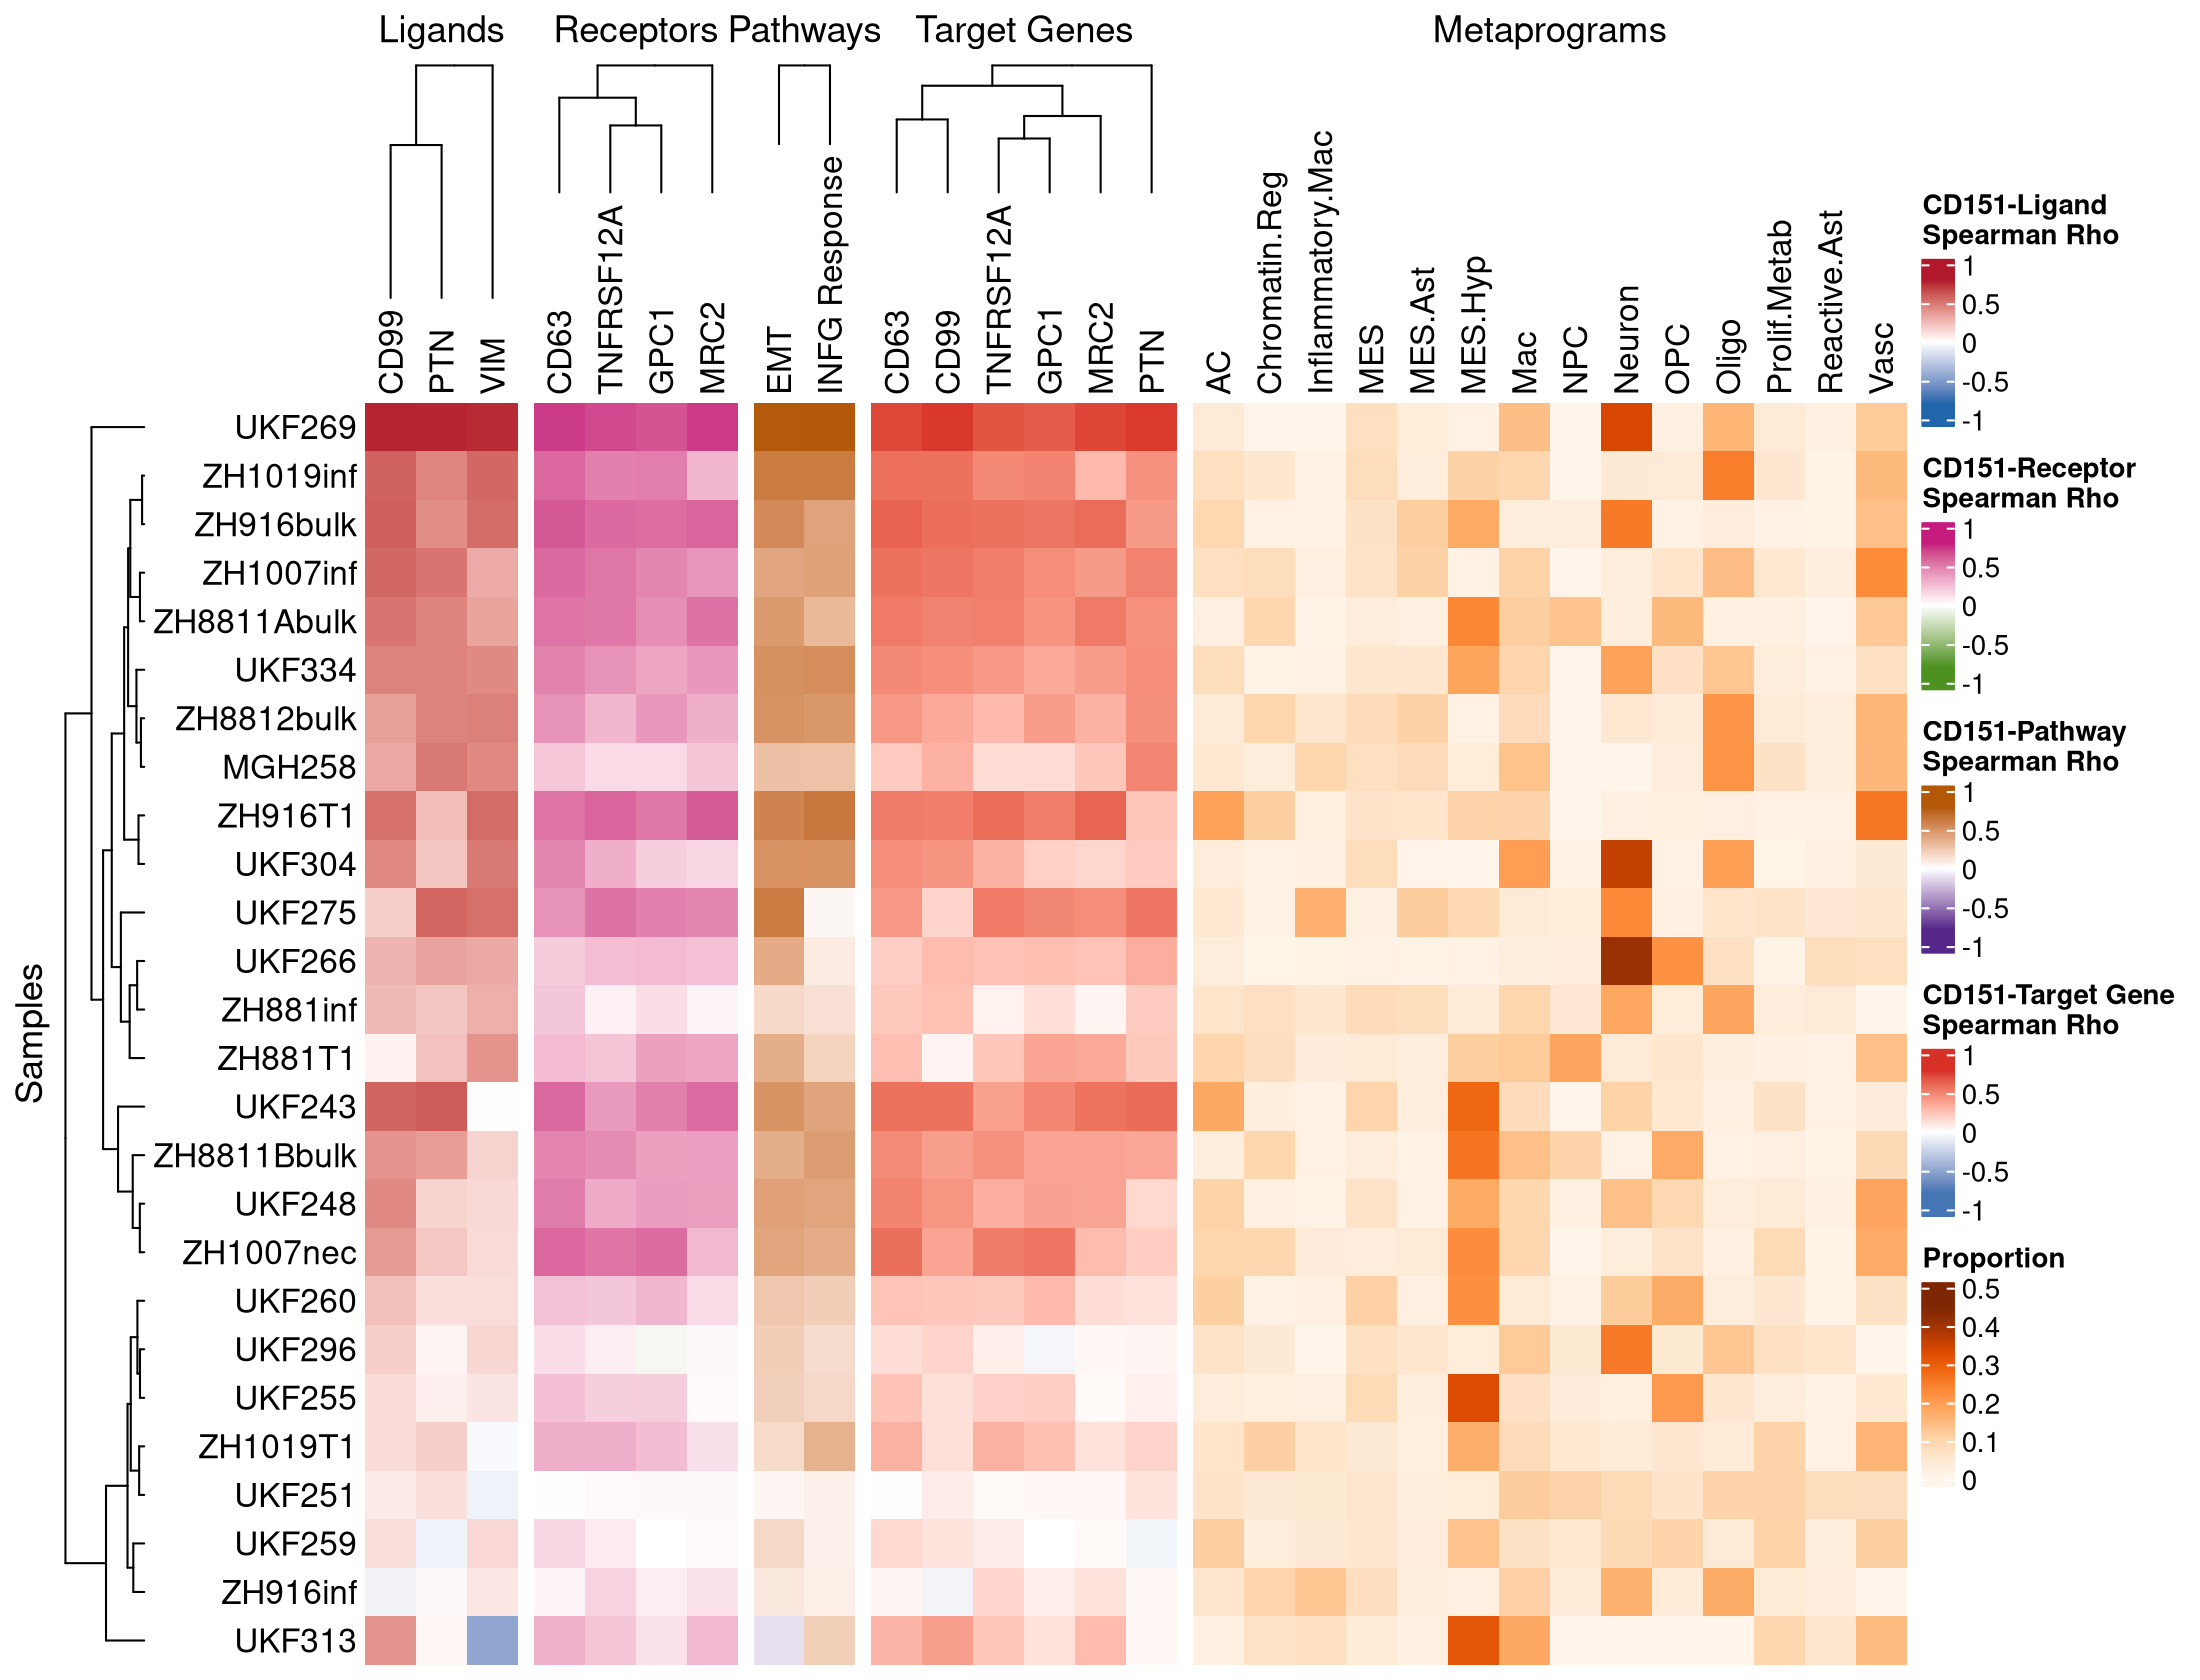 Ligands Receptors Pathways Target Genes Metaprograms
CD99 PTN VIM CD63 TNFRSF12A GPC1 MRC2 EMT INFG Response CD63 CD99 TNFRSF12A GPC1 MRC2 PTN AC Chromatin.Reg Inflammatory.Mac MES MES.Ast MES.Hyp Mac NPC Neuron OPC Oligo Prolif.Metab Reactive.Ast Vasc
Samples
UKF269
ZH1019inf
ZH916bulk
ZH1007inf
ZH8811Abulk
UKF334
ZH8812bulk
MGH258
ZH916T1
UKF304
UKF275
UKF266
ZH881inf
ZH881T1
UKF243
ZH8811Bbulk
UKF248
ZH1007nec
UKF260
UKF296
UKF255
ZH1019T1
UKF251
UKF259
ZH916inf
UKF313
CD151-Ligand
Spearman Rho
1
0.5
0
-0.5
-1
CD151-Receptor
Spearman Rho
1
0.5
0
-0.5
-1
CD151-Pathway
Spearman Rho
1
0.5
0
-0.5
-1
CD151-Target Gene
Spearman Rho
1
0.5
0
-0.5
-1
Proportion
0.5
0.4
0.3
0.2
0.1
0